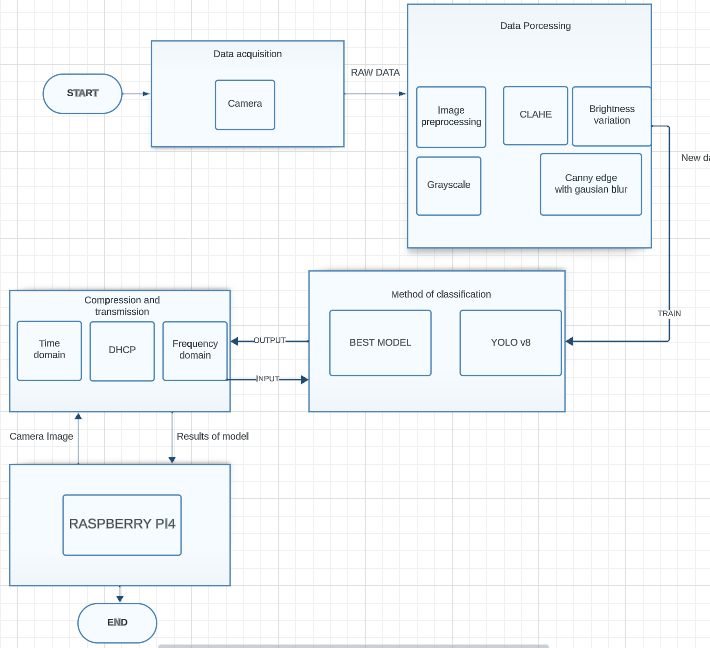 START
Data acquisition
Camera
RAW DATA
Data Porcessing
Image
preprocessing
CLAHE
Brightness
variation
Grayscale
Canny edge
with gausian blur
New da
TRAIN
Method of classification
BEST MODEL
YOLO v8
OUTPUT
INPUT
Compression and
transmission
Time
domain
DHCP
Frequency
domain
Camera Image
Results of model
RASPBERRY PI4
END